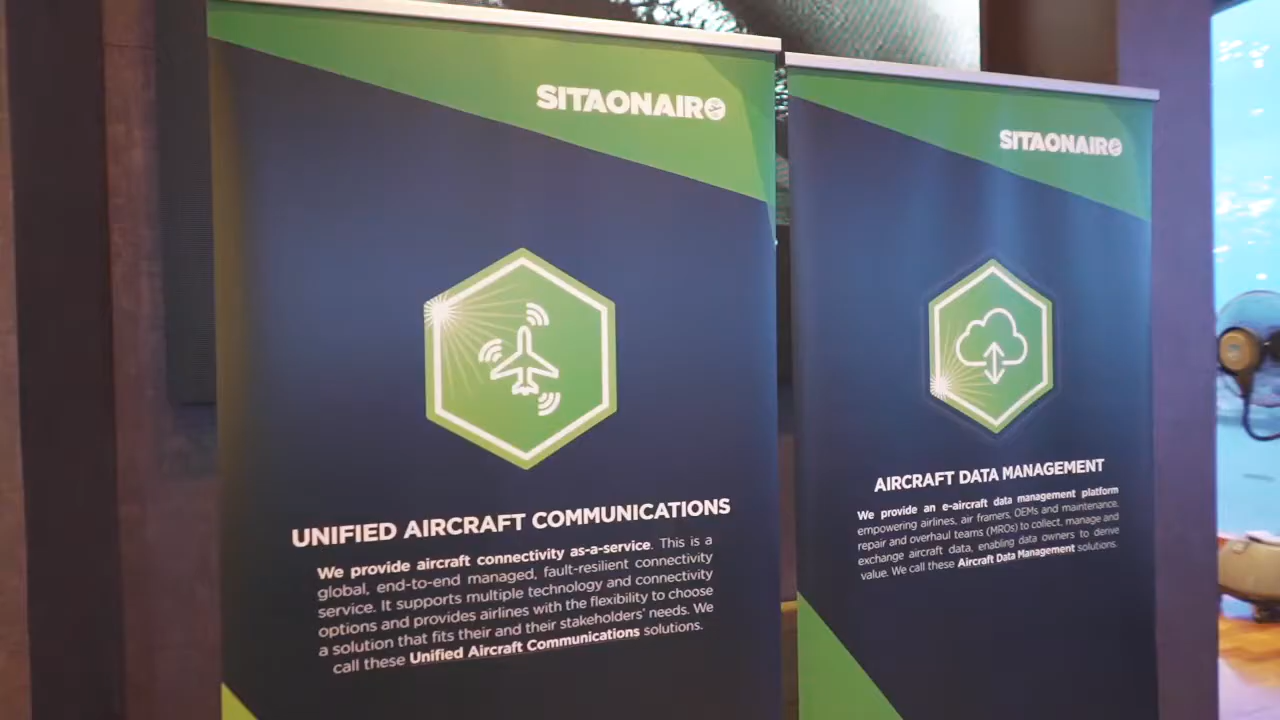 SITAONAIR
UNIFIED AIRCRAFT COMMUNICATIONS
We provide aircraft connectivity as-a-service. This is a
global, end-to-end managed, fault-resilient connectivity
service. It supports multiple technology and connectivity
options and provides airlines with the flexibility to choose
a solution that fits their and their stakeholders' needs. We
call these Unified Aircraft Communications solutions.
SITAONAIR
AIRCRAFT DATA MANAGEMENT
We provide an e-aircraft data management platform
empowering airlines, air framers, OEMs and maintenance,
repair and overhaul teams (MROs) to collect, manage and
exchange aircraft data, enabling data owners to derive
value. We call these Aircraft Data Management solutions.